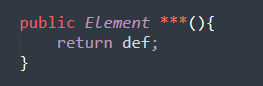 public Element ***(){
return def;
}